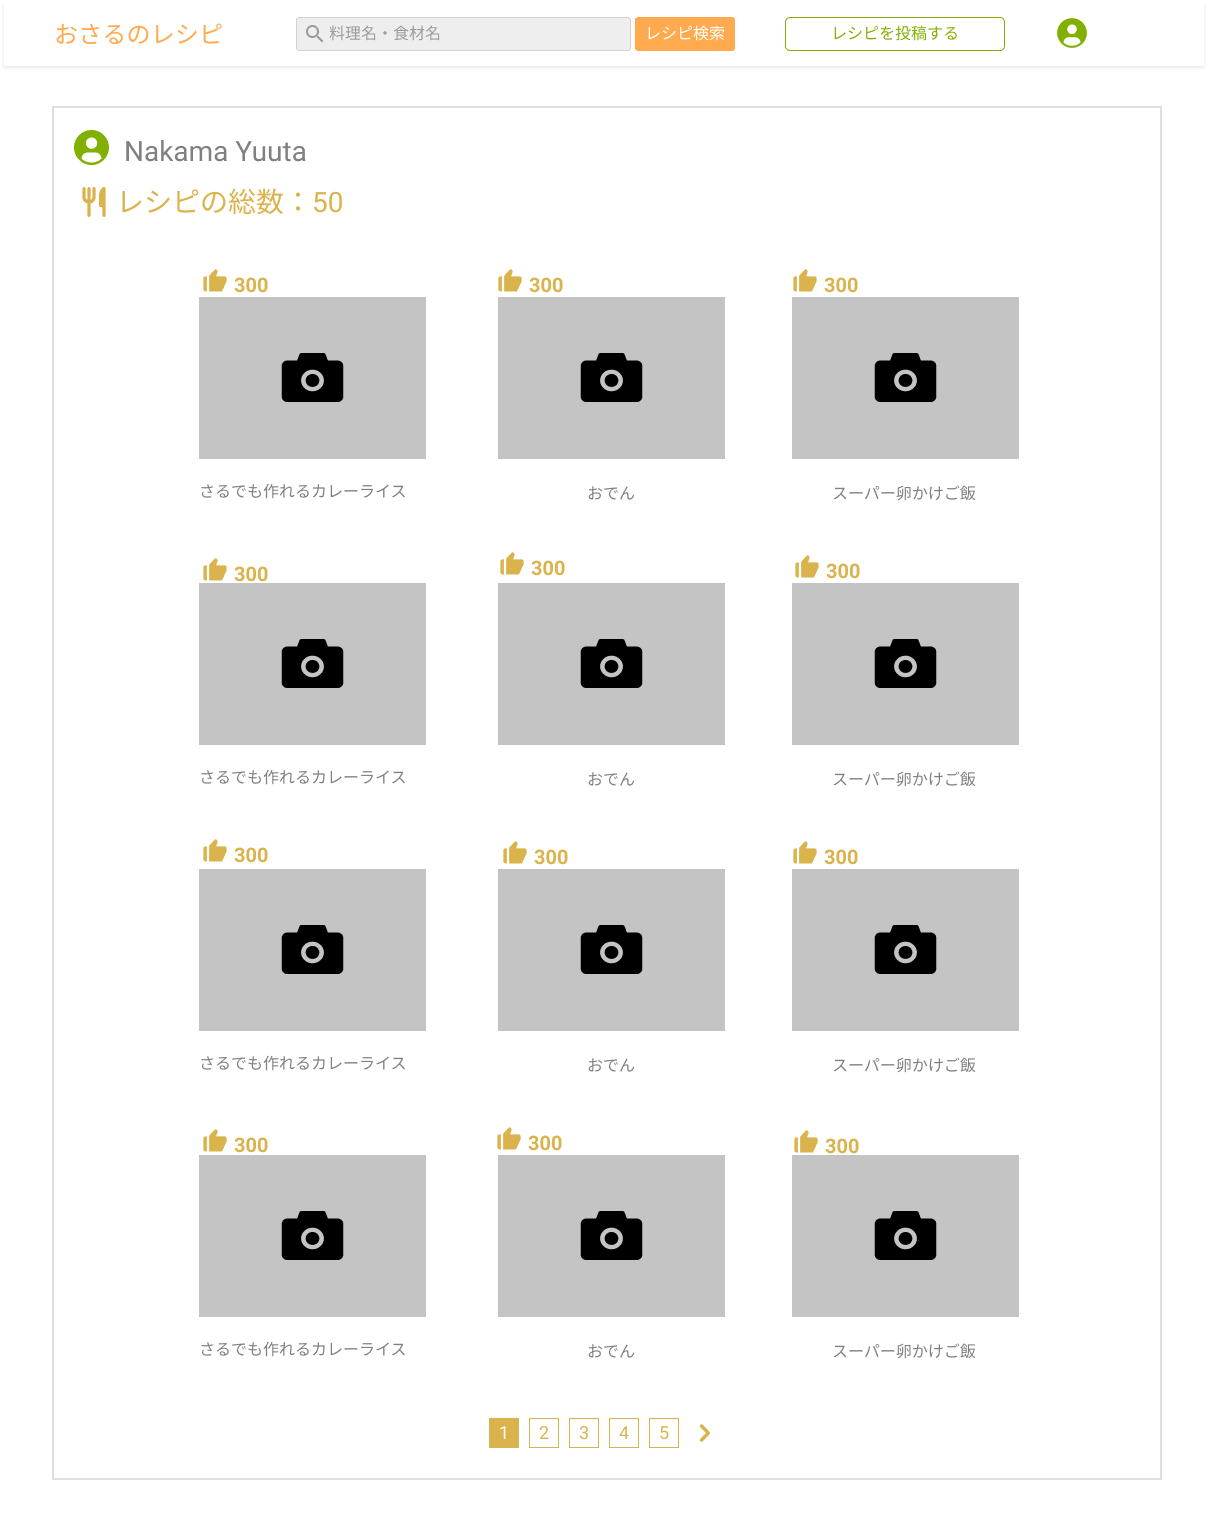 おさるのレシピ
料理名・食材名
レシピ検索
レシピを投稿する
Nakama Yuuta
レシピの総数：50
300 300 300
さるでも作れるカレーライス おでん スーパー卵かけご飯
300 300 300
さるでも作れるカレーライス おでん スーパー卵かけご飯
300 300 300
さるでも作れるカレーライス おでん スーパー卵かけご飯
300 300 300
さるでも作れるカレーライス おでん スーパー卵かけご飯
1 2 3 4 5